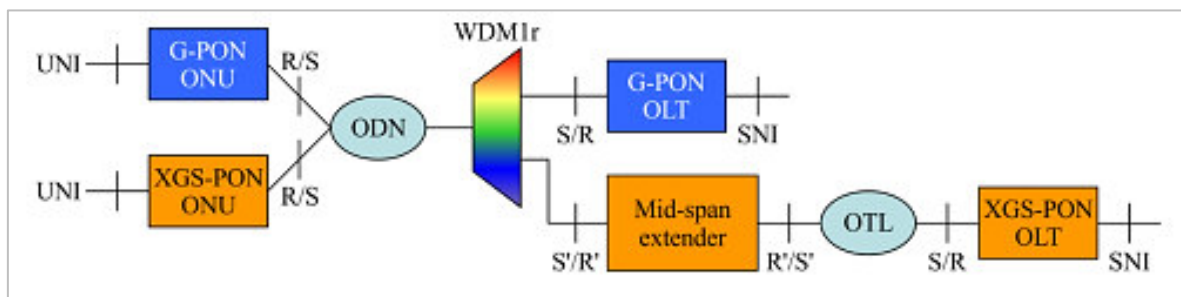 WDM1r
UNI
G-PON
ONU
R/S
ODN
S/R
G-PON
OLT
SNI
UNI
XGS-PON
ONU
R/S
S'/R'
Mid-span
extender
R'/S'
OTL
S/R
XGS-PON
OLT
SNI